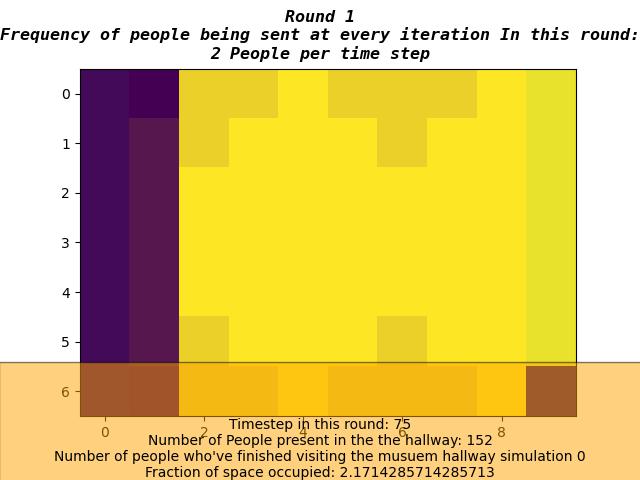 Round 1
Frequency of people being sent at every iteration In this round:
2 People per time step
0
1
2
3
4
5
6
0 2 4 6 8
Timestep in this round: 75
Number of People present in the the hallway: 152
Number of people who've finished visiting the musuem hallway simulation 0
Fraction of space occupied: 2.1714285714285713